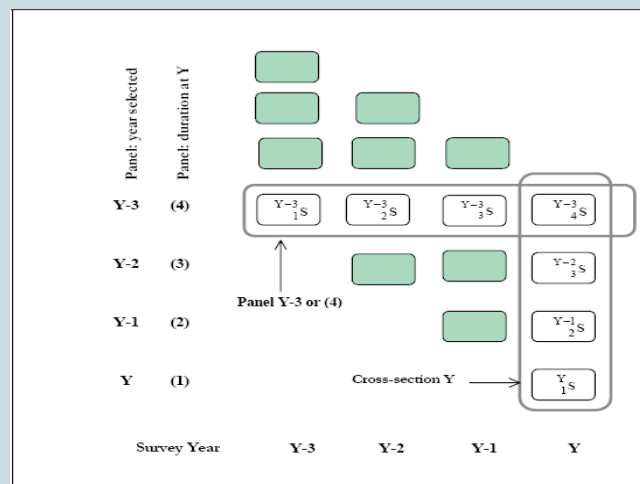 Panel: year selected
Panel: duration at Y
Y-3 (4) Y−3 1S Y−3 2S Y−3 3S Y−3 4S
Y-2 (3) Y−2 3S
Panel Y-3 or (4)
Y-1 (2) Y−1 2S
Cross-section Y
Y (1) Y 1S
Survey Year Y-3 Y-2 Y-1 Y